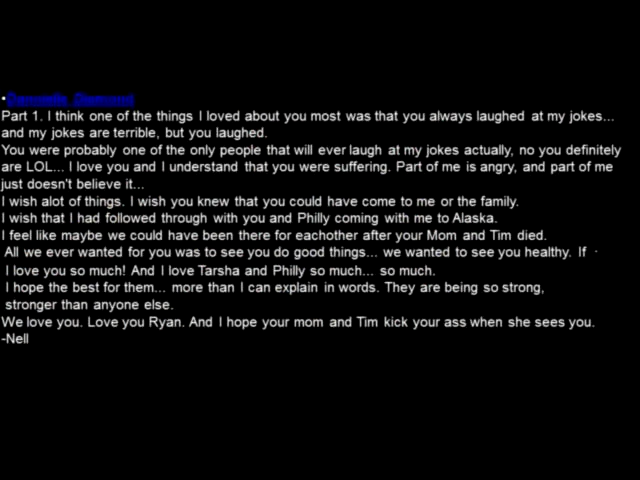 Part 1. I think one of the things I loved about you most was that you always laughed at my jokes...
and my jokes are terrible, but you laughed.
You were probably one of the only people that will ever laugh at my jokes actually, no you definitely
are LOL... I love you and I understand that you were suffering. Part of me is angry, and part of me
just doesn't believe it...
I wish alot of things. I wish you knew that you could have come to me or the family.
I wish that I had followed through with you and Philly coming with me to Alaska.
I feel like maybe we could have been there for eachother after your Mom and Tim died.
All we ever wanted for you was to see you do good things... we wanted to see you healthy. If
I love you so much! And I love Tarsha and Philly so much... so much.
I hope the best for them... more than I can explain in words. They are being so strong,
stronger than anyone else.
We love you. Love you Ryan. And I hope your mom and Tim kick your ass when she sees you.
-Nell